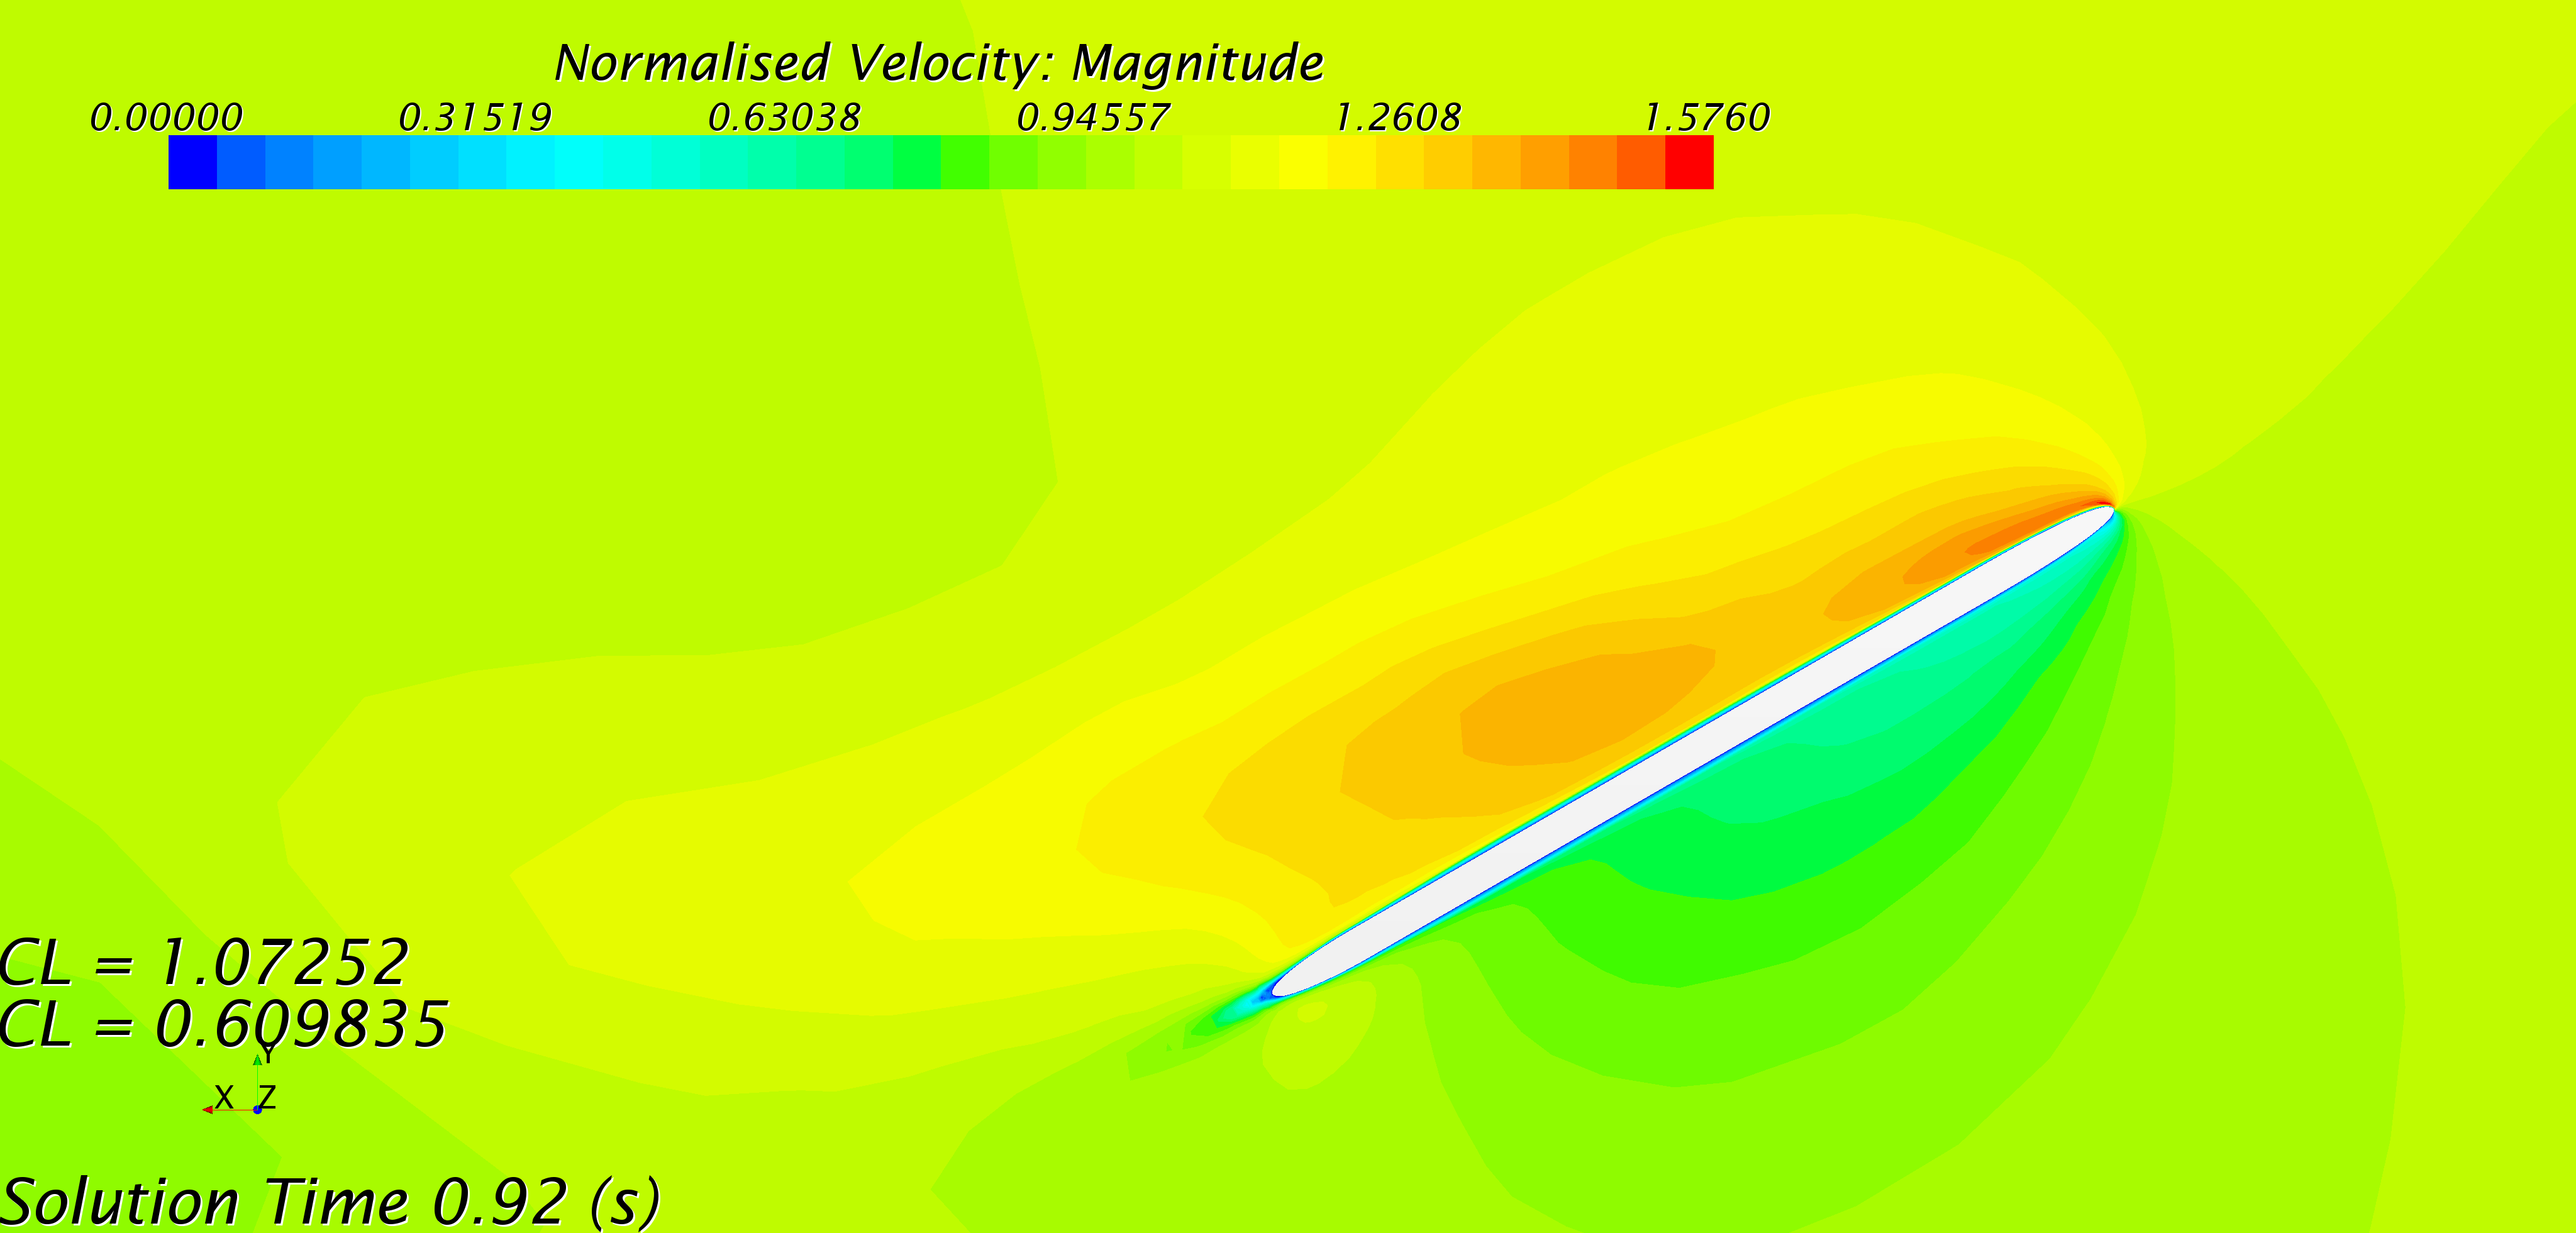 Normalised Velocity: Magnitude
0.00000 0.31519 0.63038 0.94557 1.2608 1.5760
CL = 1.07252
CL = 0.609835
Y
X Z
Solution Time 0.92 (s)